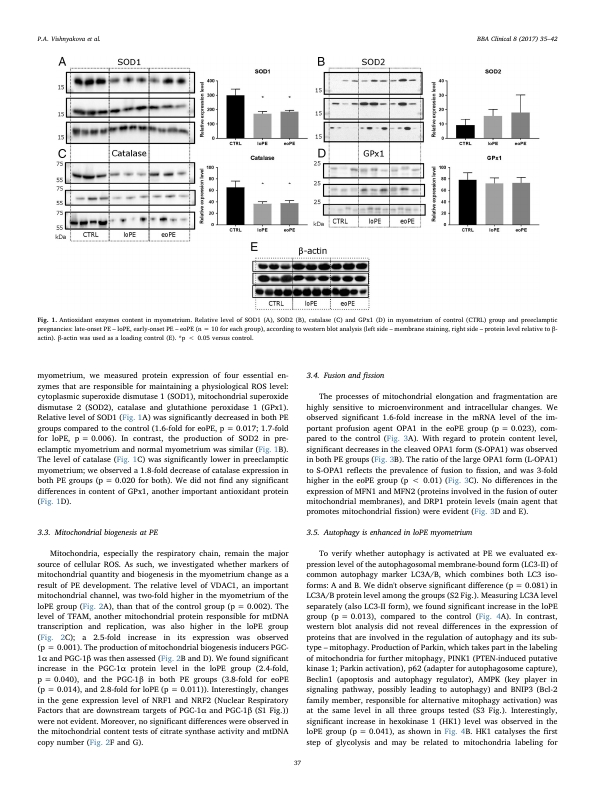 P.A. Vishnyakova et al.
BBA Clinical 8 (2017) 35–42
A
SOD1
15
15
15
SOD1
Relative expression level
400
300
200
100
0
CTRL loPE eoPE
* *
B
SOD2
15
15
15
SOD2
Relative expression level
40
30
20
10
0
CTRL loPE eoPE
C
Catalase
75
55
75
55
75
55
kDa
CTRL loPE eoPE
Catalase
Relative expression level
100
80
60
40
20
0
CTRL loPE eoPE
* *
D
GPx1
25
25
25
kDa
CTRL loPE eoPE
GPx1
Relative expression level
100
80
60
40
20
0
CTRL loPE eoPE
E
β-actin
CTRL loPE eoPE
Fig. 1. Antioxidant enzymes content in myometrium. Relative level of SOD1 (A), SOD2 (B), catalase (C) and GPx1 (D) in myometrium of control (CTRL) group and preeclamptic
pregnancies: late-onset PE – loPE, early-onset PE – eoPE (n = 10 for each group), according to western blot analysis (left side – membrane staining, right side – protein level relative to β-
actin). β-actin was used as a loading control (E). *p < 0.05 versus control.
myometrium, we measured protein expression of four essential en-
zymes that are responsible for maintaining a physiological ROS level:
cytoplasmic superoxide dismutase 1 (SOD1), mitochondrial superoxide
dismutase 2 (SOD2), catalase and glutathione peroxidase 1 (GPx1).
Relative level of SOD1 (Fig. 1A) was significantly decreased in both PE
groups compared to the control (1.6-fold for eoPE, p = 0.017; 1.7-fold
for loPE, p = 0.006). In contrast, the production of SOD2 in pre-
eclamptic myometrium and normal myometrium was similar (Fig. 1B).
The level of catalase (Fig. 1C) was significantly lower in preeclamptic
myometrium; we observed a 1.8-fold decrease of catalase expression in
both PE groups (p = 0.020 for both). We did not find any significant
differences in content of GPx1, another important antioxidant protein
(Fig. 1D).
3.3. Mitochondrial biogenesis at PE
Mitochondria, especially the respiratory chain, remain the major
source of cellular ROS. As such, we investigated whether markers of
mitochondrial quantity and biogenesis in the myometrium change as a
result of PE development. The relative level of VDAC1, an important
mitochondrial channel, was two-fold higher in the myometrium of the
loPE group (Fig. 2A), than that of the control group (p = 0.002). The
level of TFAM, another mitochondrial protein responsible for mtDNA
transcription and replication, was also higher in the loPE group
(Fig. 2C); a 2.5-fold increase in its expression was observed
(p = 0.001). The production of mitochondrial biogenesis inducers PGC-
1α and PGC-1β was then assessed (Fig. 2B and D). We found significant
increase in the PGC-1α protein level in the loPE group (2.4-fold,
p = 0.040), and the PGC-1β in both PE groups (3.8-fold for eoPE
(p = 0.014), and 2.8-fold for loPE (p = 0.011)). Interestingly, changes
in the gene expression level of NRF1 and NRF2 (Nuclear Respiratory
Factors that are downstream targets of PGC-1α and PGC-1β (S1 Fig.))
were not evident. Moreover, no significant differences were observed in
the mitochondrial content tests of citrate synthase activity and mtDNA
copy number (Fig. 2F and G).
3.4. Fusion and fission
The processes of mitochondrial elongation and fragmentation are
highly sensitive to microenvironment and intracellular changes. We
observed significant 1.6-fold increase in the mRNA level of the im-
portant profusion agent OPA1 in the eoPE group (p = 0.023), com-
pared to the control (Fig. 3A). With regard to protein content level,
significant decreases in the cleaved OPA1 form (S-OPA1) was observed
in both PE groups (Fig. 3B). The ratio of the large OPA1 form (L-OPA1)
to S-OPA1 reflects the prevalence of fusion to fission, and was 3-fold
higher in the eoPE group (p < 0.01) (Fig. 3C). No differences in the
expression of MFN1 and MFN2 (proteins involved in the fusion of outer
mitochondrial membranes), and DRP1 protein levels (main agent that
promotes mitochondrial fission) were evident (Fig. 3D and E).
3.5. Autophagy is enhanced in loPE myometrium
To verify whether autophagy is activated at PE we evaluated ex-
pression level of the autophagosomal membrane-bound form (LC3-II) of
common autophagy marker LC3A/B, which combines both LC3 iso-
forms: A and B. We didn't observe significant difference (p = 0.081) in
LC3A/B protein level among the groups (S2 Fig.). Measuring LC3A level
separately (also LC3-II form), we found significant increase in the loPE
group (p = 0.013), compared to the control (Fig. 4A). In contrast,
western blot analysis did not reveal differences in the expression of
proteins that are involved in the regulation of autophagy and its sub-
type – mitophagy. Production of Parkin, which takes part in the labeling
of mitochondria for further mitophagy, PINK1 (PTEN-induced putative
kinase 1; Parkin activation), p62 (adapter for autophagosome capture),
Beclin1 (apoptosis and autophagy regulator), AMPK (key player in
signaling pathway, possibly leading to autophagy) and BNIP3 (Bcl-2
family member, responsible for alternative mitophagy activation) was
at the same level in all three groups tested (S3 Fig.). Interestingly,
significant increase in hexokinase 1 (HK1) level was observed in the
loPE group (p = 0.041), as shown in Fig. 4B. HK1 catalyses the first
step of glycolysis and may be related to mitochondria labeling for
37